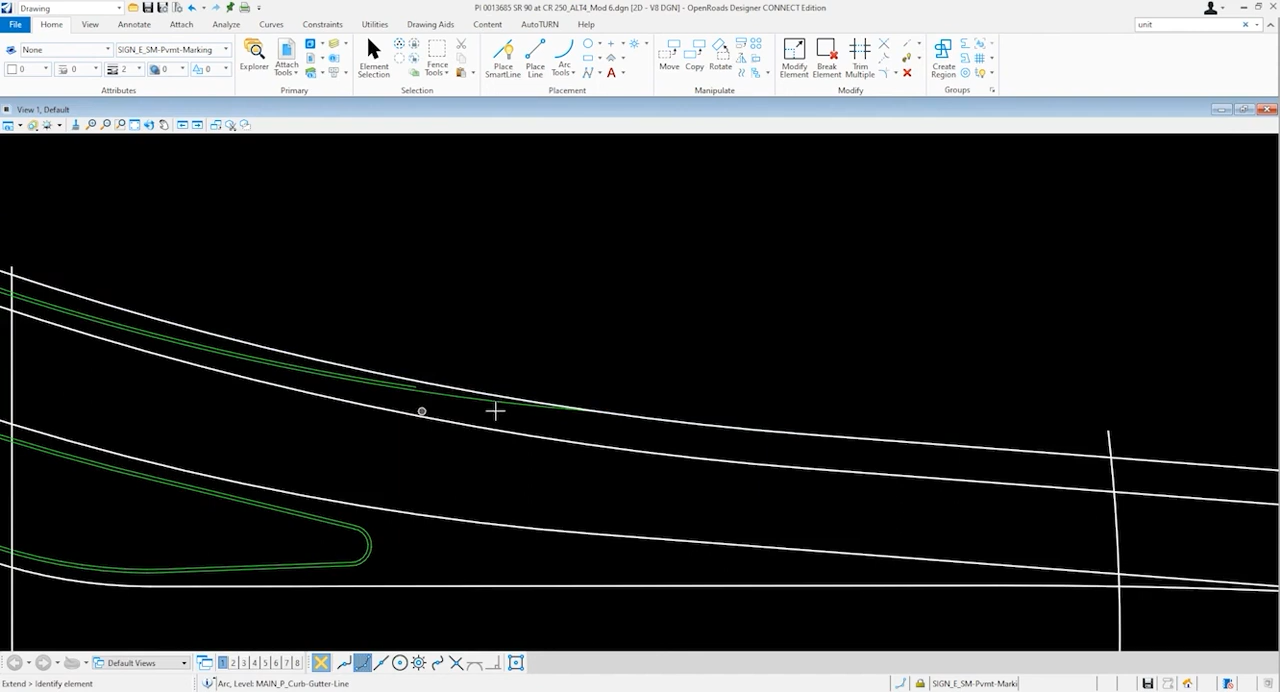 Drawing
PI 0013685 SR 90 at CR 250_ALT4_Mod 6.dgn [2D - V8 DGN] - OpenRoads Designer CONNECT Edition
File Home View Annotate Attach Analyze Curves Constraints Utilities Drawing Aids Content AutoTURN Help
unit
None
SIGN_E_SM-Pvmt-Marking
0 0 2 0 0
Attributes
Explorer
Attach
Tools
Primary
Element
Selection
Fence
Tools
Selection
Place
SmartLine
Place
Line
Arc
Tools
Placement
Move Copy Rotate
Manipulate
Modify
Element
Break
Element
Trim
Multiple
Modify
Create
Region
Groups
View 1, Default
Default Views
1 2 3 4 5 6 7 8
Extend > Identify element
Arc, Level: MAIN_P_Curb-Gutter-Line
SIGN_E_SM-Pvmt-Marki